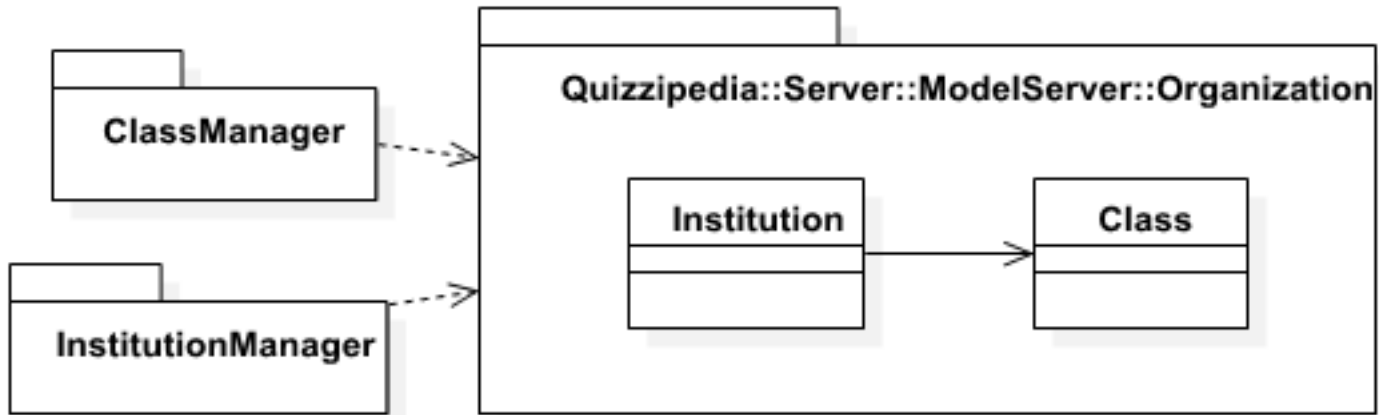 Quizzipedia::Server::ModelServer::Organization
ClassManager
Institution
Class
InstitutionManager